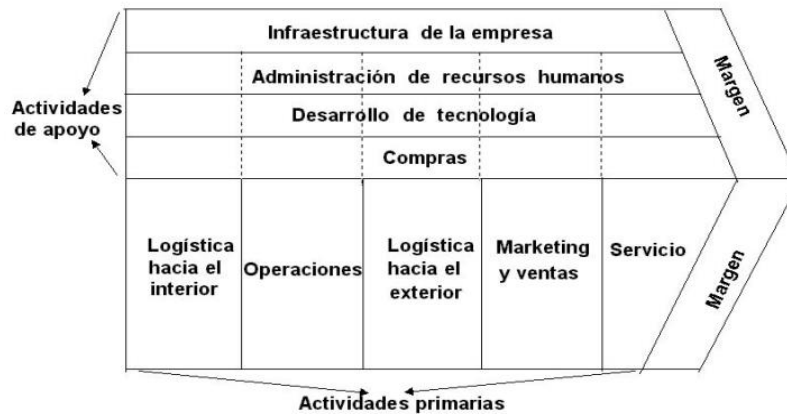 Infraestructura de la empresa
Administración de recursos humanos
Desarrollo de tecnología
Compras
Margen
Actividades
de apoyo
Logística
hacia el
interior
Operaciones
Logística
hacia el
exterior
Marketing
y ventas
Servicio
Margen
Actividades primarias